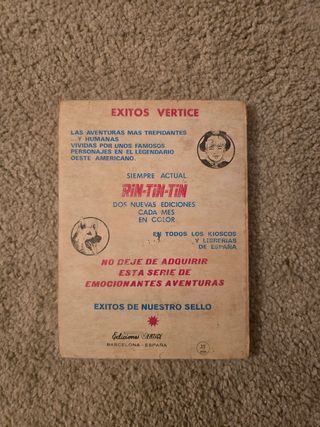 EXITOS VERTICE
LAS AVENTURAS MAS TREPIDANTES
...Y HUMANAS
VIVIDAS POR UNOS FAMOSOS
PERSONAJES EN EL LEGENDARIO
OESTE AMERICANO.
SIEMPRE ACTUAL
RIN-TIN-TIN
DOS NUEVAS EDICIONES
CADA MES
EN COLOR
EN TODOS LOS KIOSCOS
Y LIBRERIAS
DE ESPAÑA
NO DEJE DE ADQUIRIR
ESTA SERIE DE
EMOCIONANTES AVENTURAS
EXITOS DE NUESTRO SELLO
Ediciones VERTICE
BARCELONA - ESPAÑA